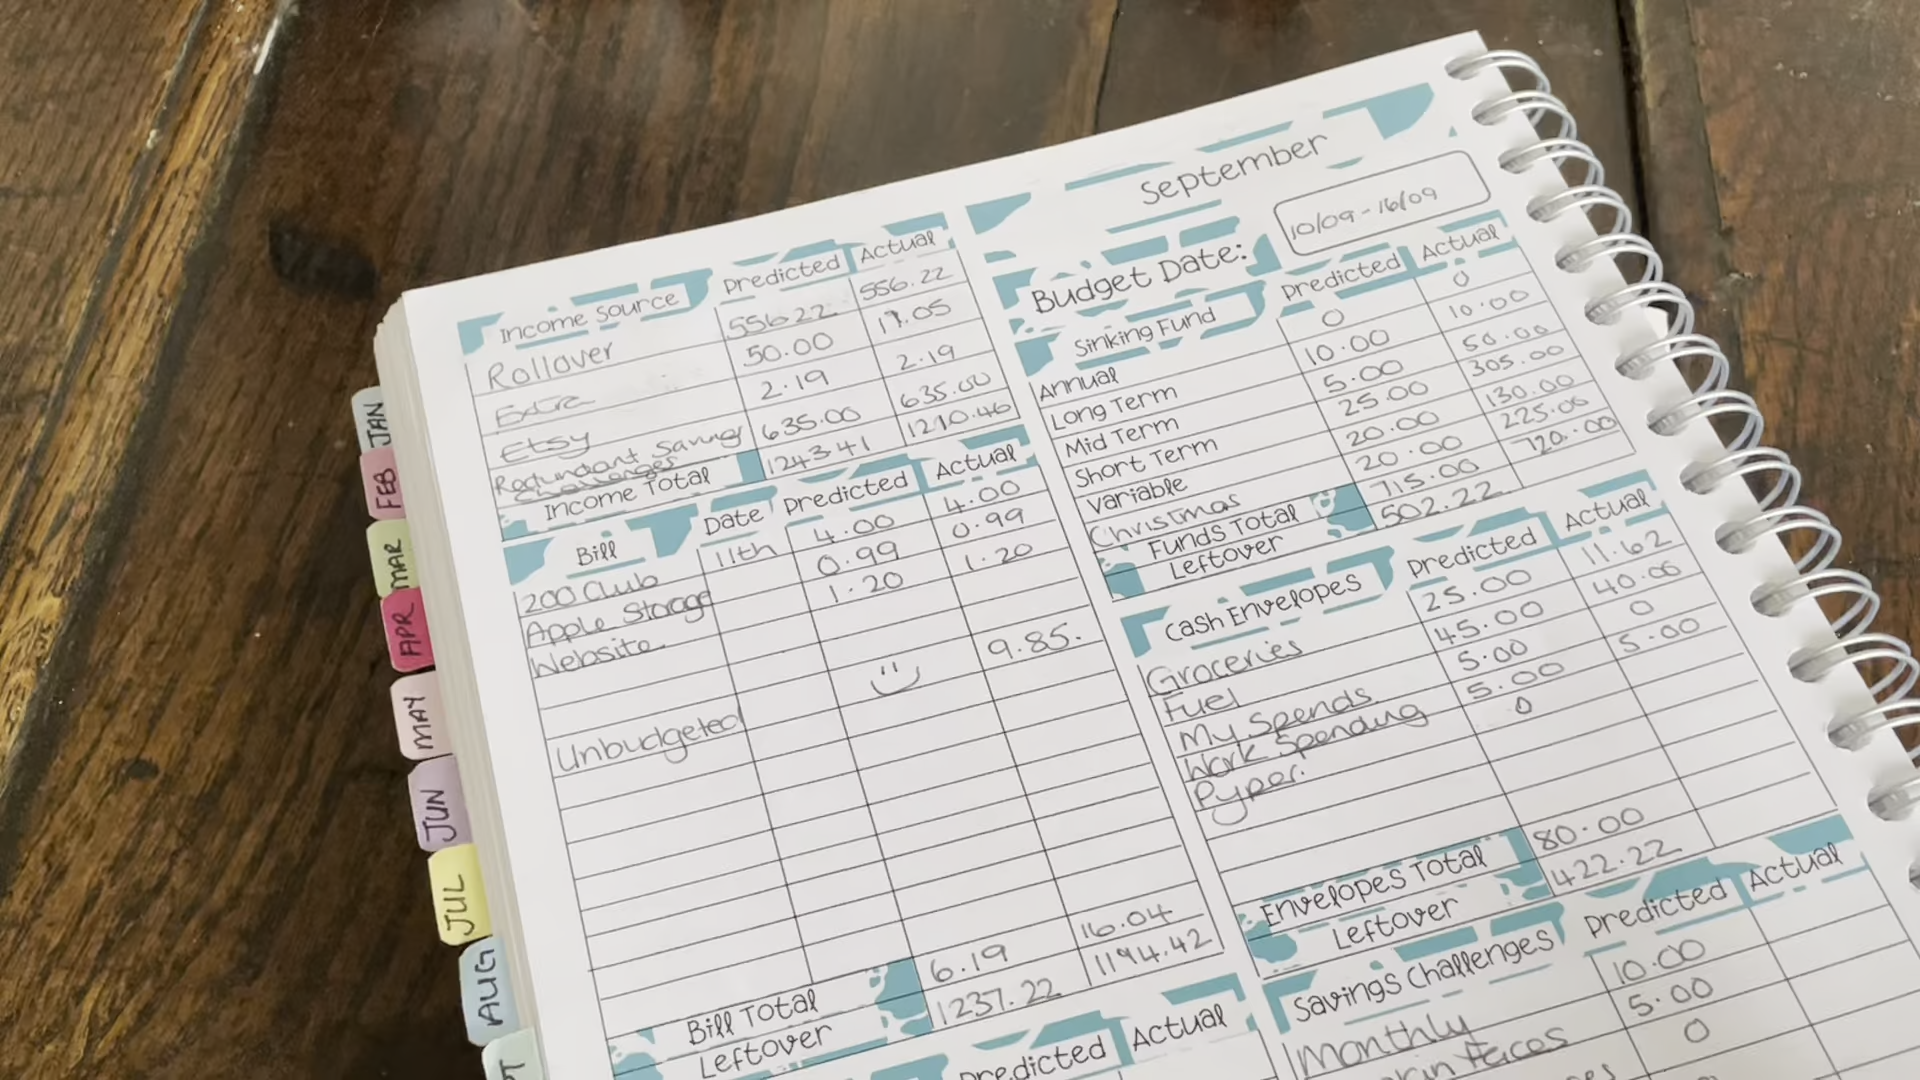 September
Budget Date: 10/09 - 16/09
Income Source Predicted Actual
Rollover 556.22 556.22
Extra 50.00 17.05
Etsy 2.19 2.19
Redundant Saving Challenges 635.00 635.00
Income Total 1243.41 1210.46
Bill Date Predicted Actual
200 Club 11th 4.00 4.00
Apple Storage 0.99 0.99
Website 1.20 1.20
Unbudgeted 9.85.
Bill Total 6.19 16.04
Leftover 1237.22 1194.42
Predicted Actual
Sinking Fund Predicted Actual
Annual 0 0
Long Term 10.00 10.00
Mid Term 5.00 50.00
Short Term 25.00 305.00
Variable 20.00 130.00
Christmas 20.00 225.00
Funds Total 715.00 720.00
Leftover 502.22
Cash Envelopes Predicted Actual
Groceries 25.00 11.62
Fuel 45.00 40.06
My Spends. 5.00 0
Work Spending 5.00 5.00
Pyper. 0
Envelopes Total 80.00
Leftover 422.22
Savings Challenges Predicted Actual
Monthly 10.00
Faces 5.00
0
JAN
FEB
MAR
APR
MAY
JUN
JUL
AUG